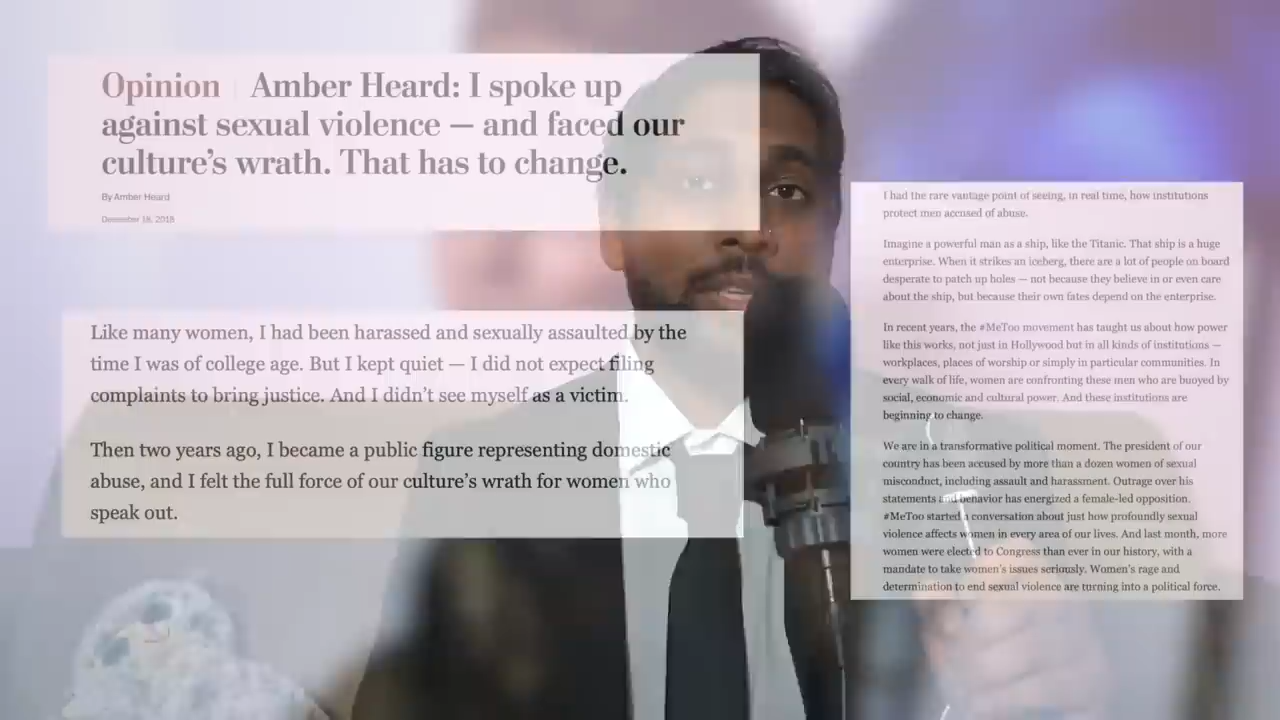 Opinion | Amber Heard: I spoke up
against sexual violence — and faced our
culture’s wrath. That has to change.
By Amber Heard
December 18, 2018
Like many women, I had been harassed and sexually assaulted by the
time I was of college age. But I kept quiet — I did not expect filing
complaints to bring justice. And I didn’t see myself as a victim.
Then two years ago, I became a public figure representing domestic
abuse, and I felt the full force of our culture’s wrath for women who
speak out.
I had the rare vantage point of seeing, in real time, how institutions
protect men accused of abuse.
Imagine a powerful man as a ship, like the Titanic. That ship is a huge
enterprise. When it strikes an iceberg, there are a lot of people on board
desperate to patch up holes — not because they believe in or even care
about the ship, but because their own fates depend on the enterprise.
In recent years, the #MeToo movement has taught us about how power
like this works, not just in Hollywood but in all kinds of institutions —
workplaces, places of worship or simply in particular communities. In
every walk of life, women are confronting these men who are buoyed by
social, economic and cultural power. And these institutions are
beginning to change.
We are in a transformative political moment. The president of our
country has been accused by more than a dozen women of sexual
misconduct, including assault and harassment. Outrage over his
statements and behavior has energized a female-led opposition.
#MeToo started a conversation about just how profoundly sexual
violence affects women in every area of our lives. And last month, more
women were elected to Congress than ever in our history, with a
mandate to take women’s issues seriously. Women’s rage and
determination to end sexual violence are turning into a political force.